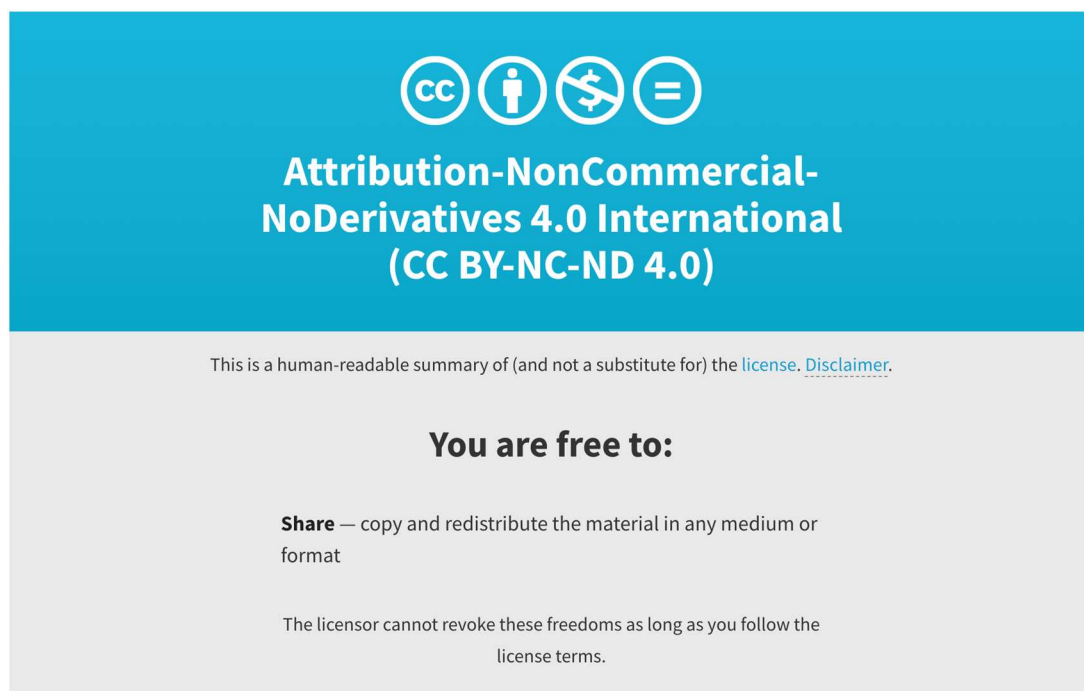 cc $ =
Attribution-NonCommercial-
NoDerivatives 4.0 International
(CC BY-NC-ND 4.0)
This is a human-readable summary of (and not a substitute for) the license. Disclaimer.
You are free to:
Share — copy and redistribute the material in any medium or
format
The licensor cannot revoke these freedoms as long as you follow the
license terms.